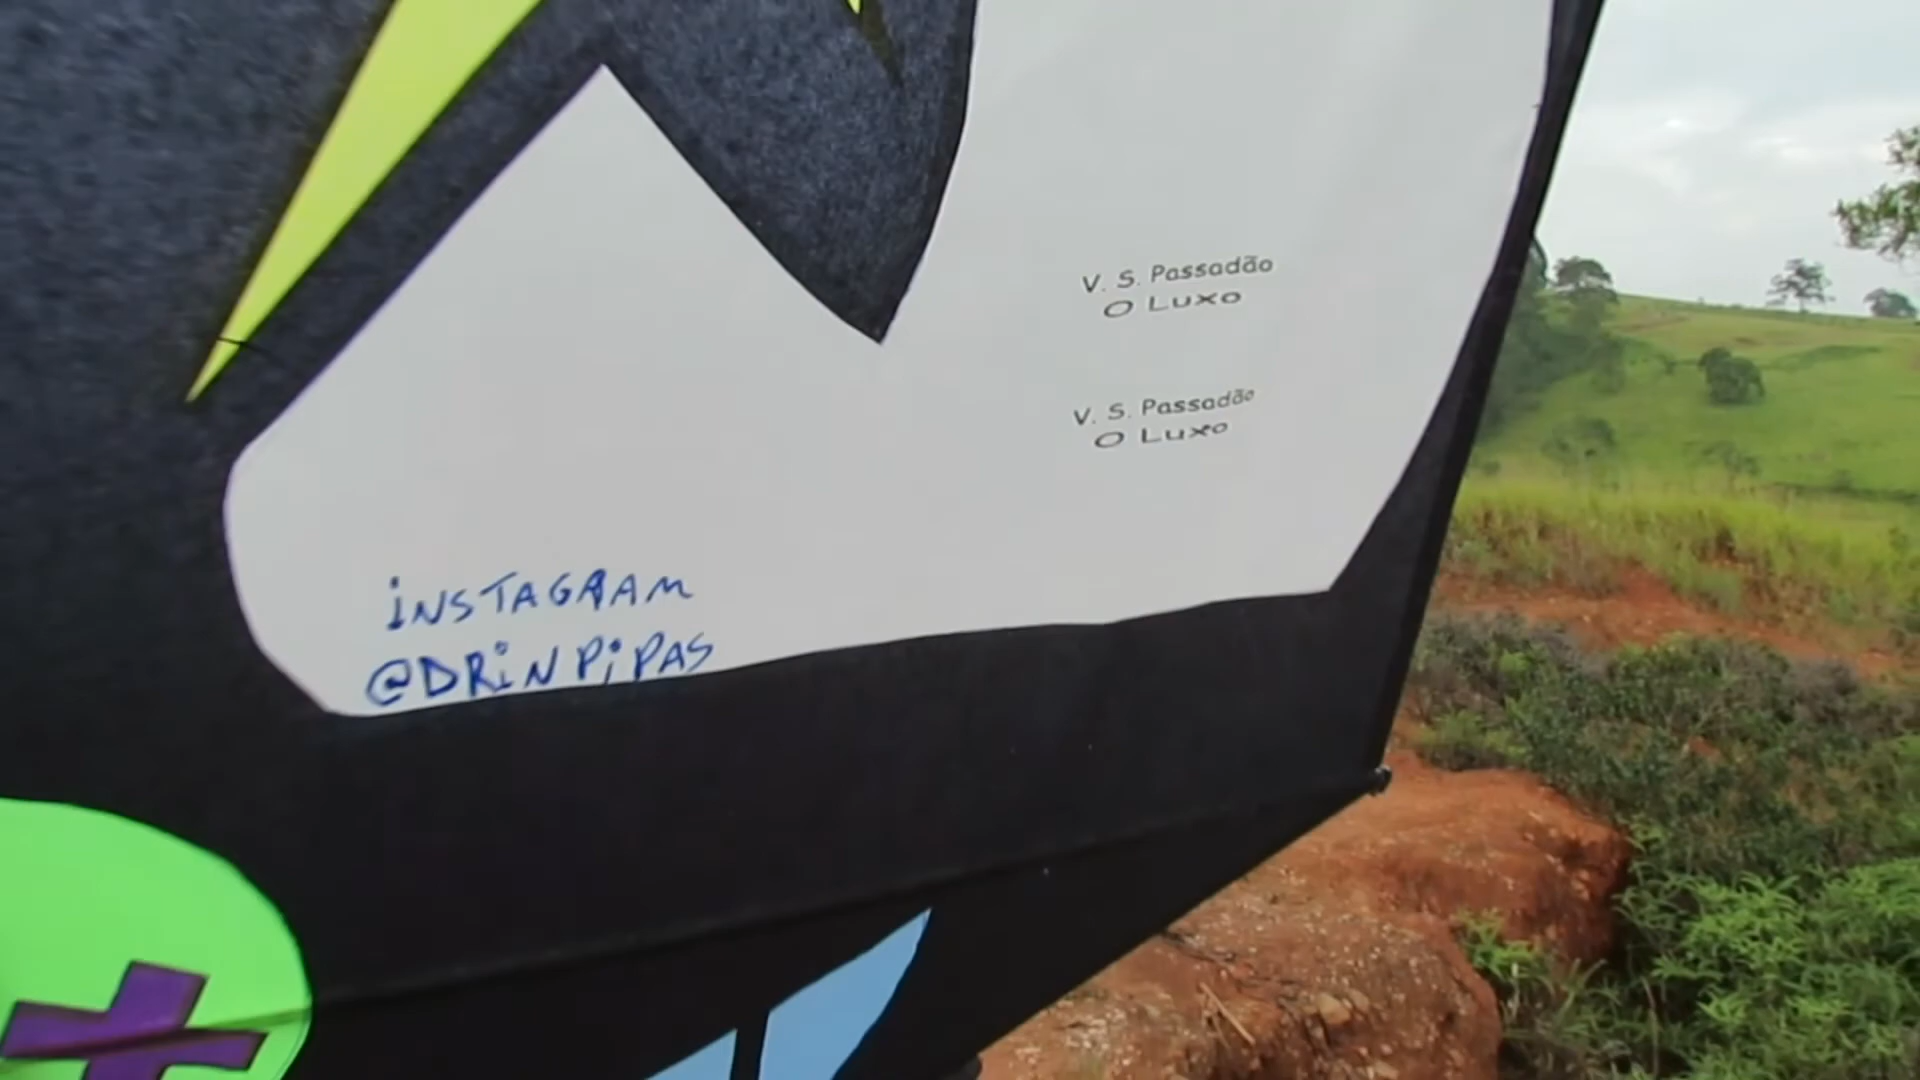 V. S. Passadão
O Luxo
V. S. Passadão
O Luxo
iNSTAGRAM
@DRiNPiPAS